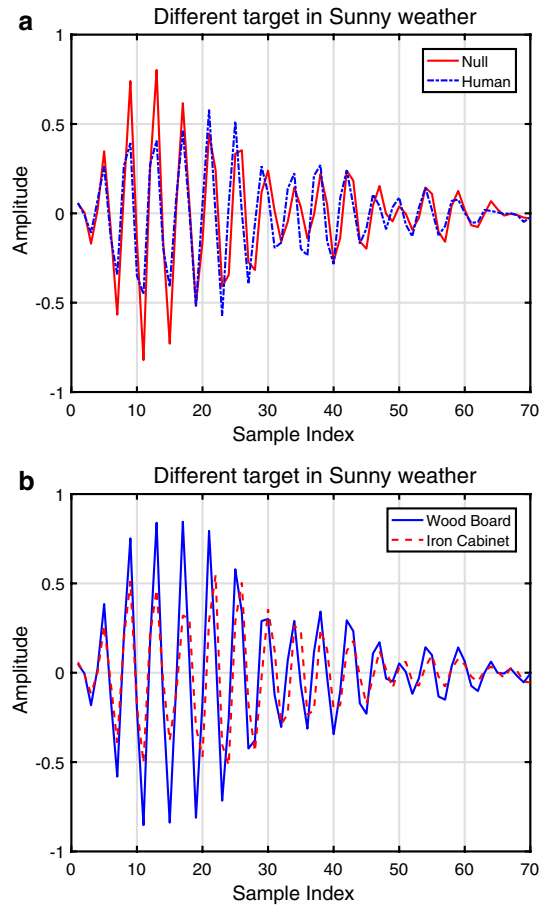 a
Different target in Sunny weather
Null
Human
Amplitude
1
0.5
0
-0.5
-1
0 10 20 30 40 50 60 70
Sample Index
b
Different target in Sunny weather
Wood Board
Iron Cabinet
Amplitude
1
0.5
0
-0.5
-1
0 10 20 30 40 50 60 70
Sample Index